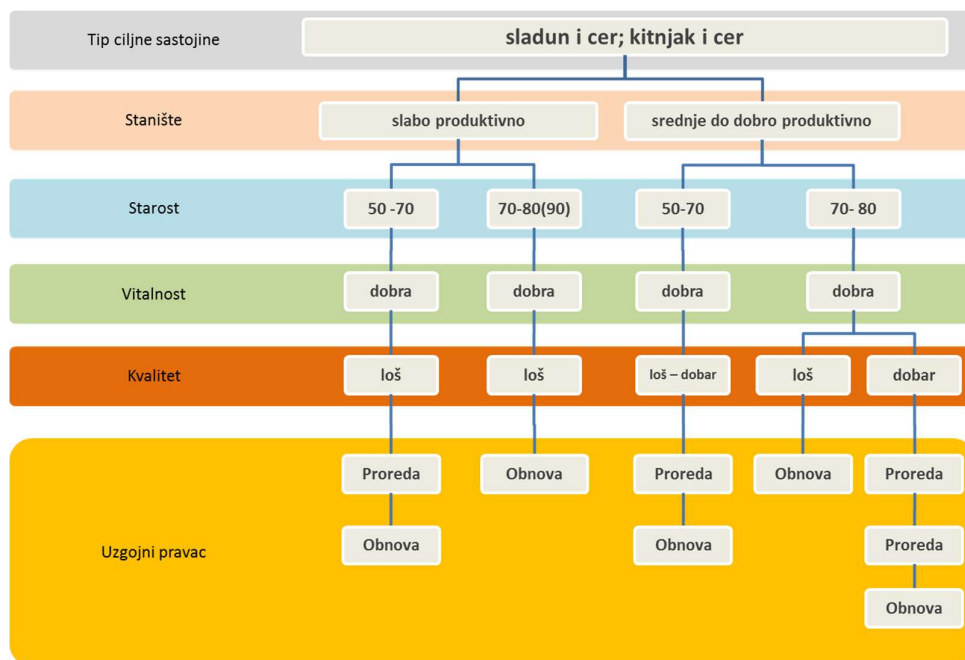 Tip ciljne sastojine
sladun i cer; kitnjak i cer
Stanište
slabo produktivno
srednje do dobro produktivno
Starost
50 -70
70-80(90)
50-70
70- 80
Vitalnost
dobra
dobra
dobra
dobra
Kvalitet
loš
loš
loš – dobar
loš
dobar
Uzgojni pravac
Proreda
Obnova
Proreda
Obnova
Proreda
Obnova
Obnova
Proreda
Obnova